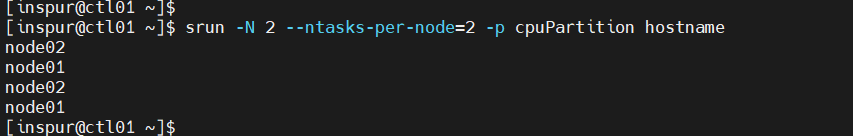 [inspur@ctl01 ~]$
[inspur@ctl01 ~]$ srun -N 2 --ntasks-per-node=2 -p cpuPartition hostname
node02
node01
node02
node01
[inspur@ctl01 ~]$